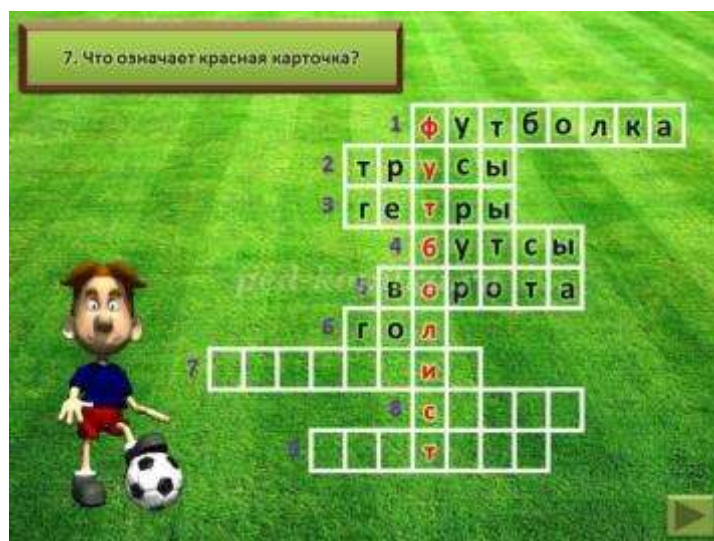 7. Что означает красная карточка?
1 футболка
2 трусы
3 гетры
4 бутсы
5 ворота
6 гол
7 и
8 с
т